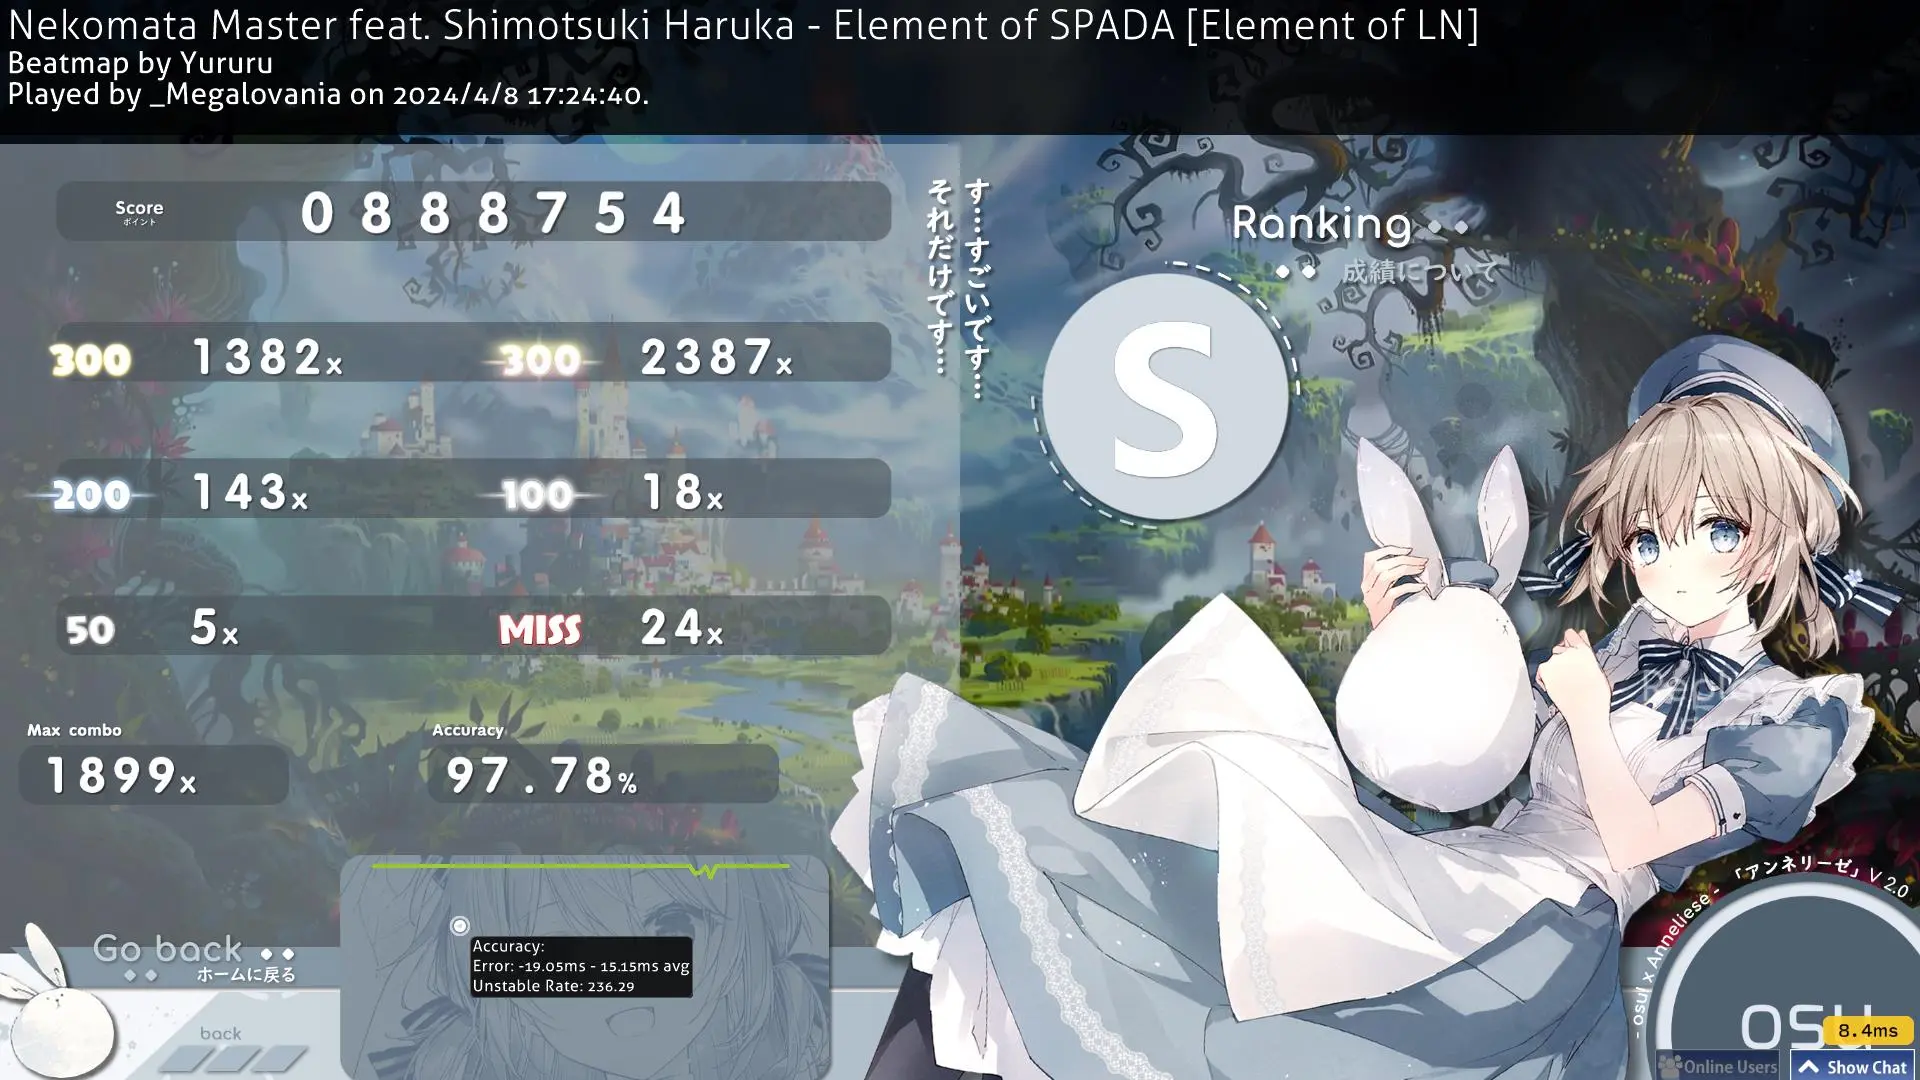 Nekomata Master feat. Shimotsuki Haruka - Element of SPADA [Element of LN]
Beatmap by Yururu
Played by _Megalovania on 2024/4/8 17:24:40.
Score
ポイント
0888754
す…すごいです…
それだけです…
Ranking
成績について
S
300 1382x 300 2387x
200 143x 100 18x
50 5x MISS 24x
Max combo
1899x
Accuracy
97.78%
Accuracy:
Error: -19.05ms - 15.15ms avg
Unstable Rate: 236.29
Go back
ホームに戻る
back
- osu! x Anneliese - 「アンネリーゼ」 V 2.0
osu
8.4ms
Online Users
Show Chat